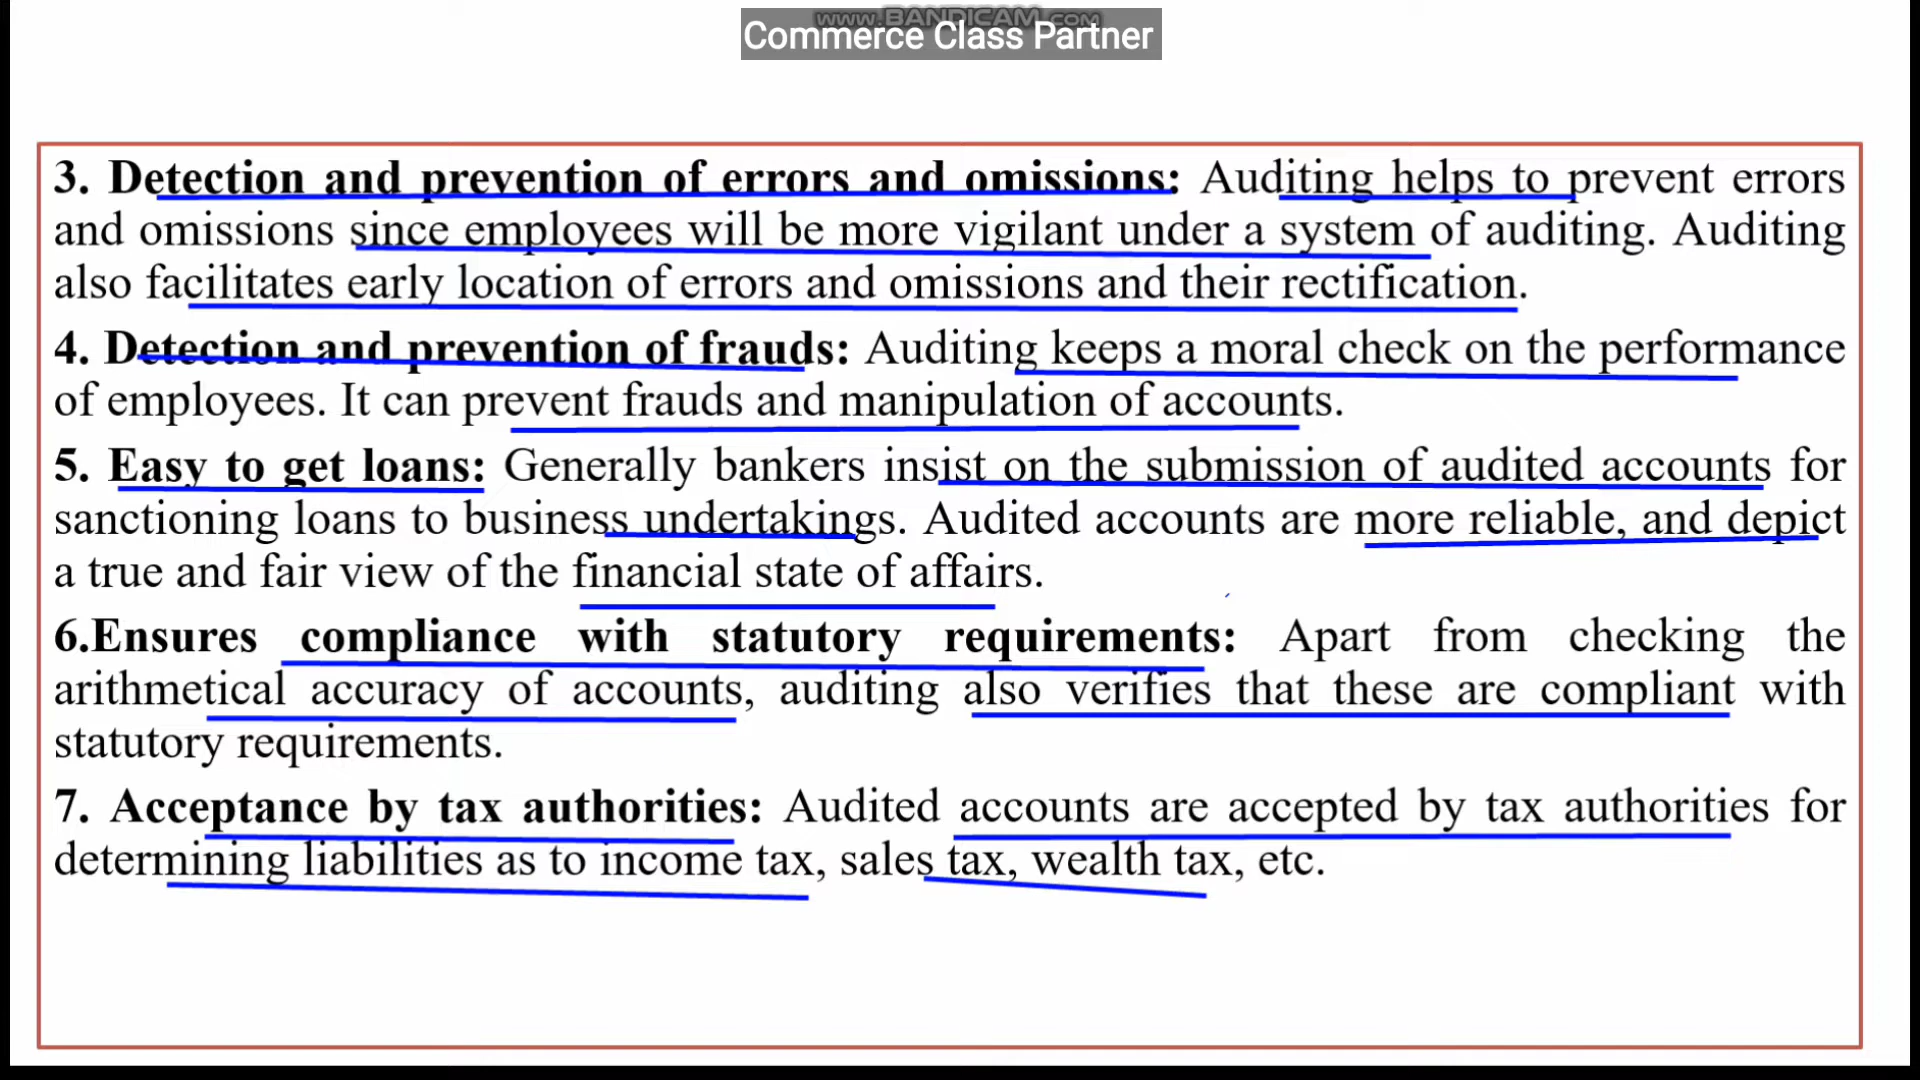 www.BANDICAM.com
Commerce Class Partner
3. Detection and prevention of errors and omissions: Auditing helps to prevent errors
and omissions since employees will be more vigilant under a system of auditing. Auditing
also facilitates early location of errors and omissions and their rectification.
4. Detection and prevention of frauds: Auditing keeps a moral check on the performance
of employees. It can prevent frauds and manipulation of accounts.
5. Easy to get loans: Generally bankers insist on the submission of audited accounts for
sanctioning loans to business undertakings. Audited accounts are more reliable, and depict
a true and fair view of the financial state of affairs.
6.Ensures compliance with statutory requirements: Apart from checking the
arithmetical accuracy of accounts, auditing also verifies that these are compliant with
statutory requirements.
7. Acceptance by tax authorities: Audited accounts are accepted by tax authorities for
determining liabilities as to income tax, sales tax, wealth tax, etc.